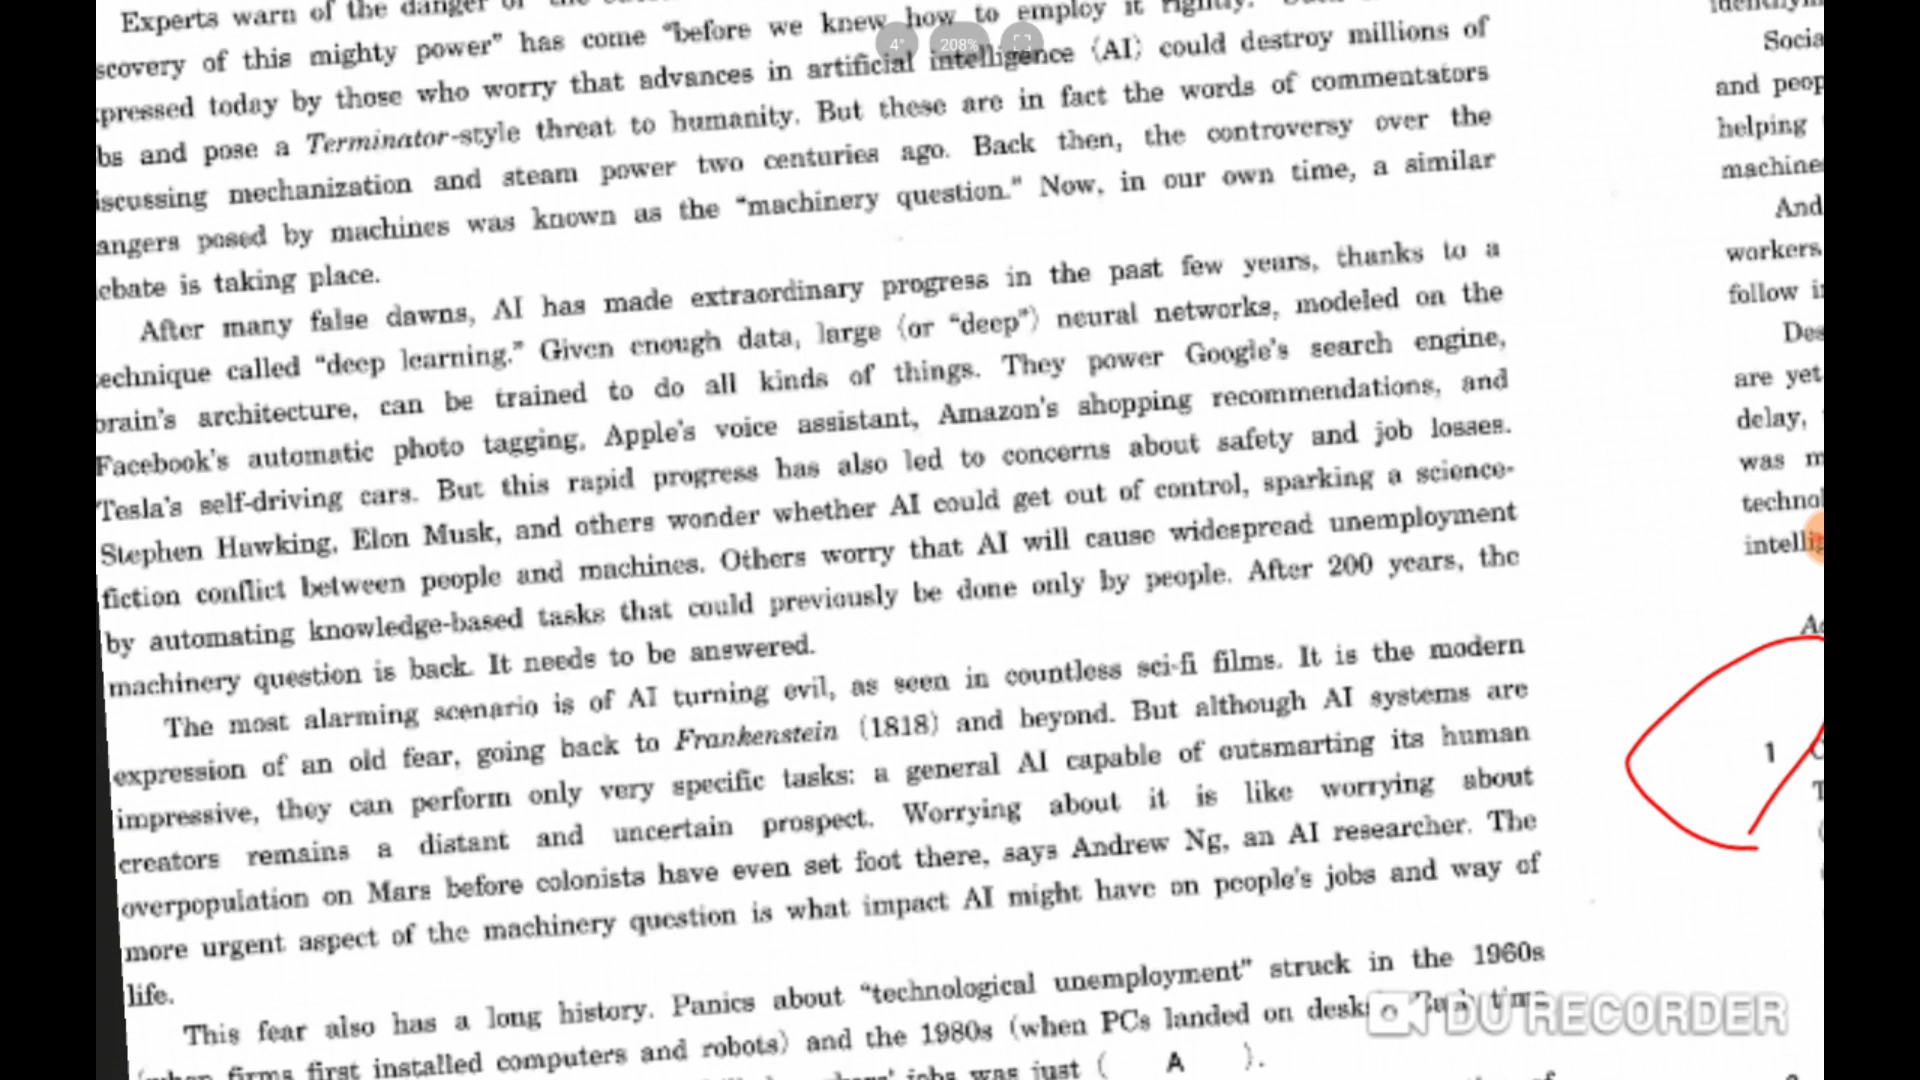 Experts warn of the danger
scovery of this mighty power" has come "before we knew how to employ it rightly."
pressed today by those who worry that advances in artificial intelligence (AI) could destroy millions of
bs and pose a Terminator-style threat to humanity. But these are in fact the words of commentators
iscussing mechanization and steam power two centuries ago. Back then, the controversy over the
angers posed by machines was known as the "machinery question." Now, in our own time, a similar
ebate is taking place.
After many false dawns, AI has made extraordinary progress in the past few years, thanks to a
echnique called "deep learning." Given enough data, large (or "deep") neural networks, modeled on the
brain's architecture, can be trained to do all kinds of things. They power Google's search engine,
Facebook's automatic photo tagging, Apple's voice assistant, Amazon's shopping recommendations, and
Tesla's self-driving cars. But this rapid progress has also led to concerns about safety and job losses.
Stephen Hawking, Elon Musk, and others wonder whether AI could get out of control, sparking a science-
fiction conflict between people and machines. Others worry that AI will cause widespread unemployment
by automating knowledge-based tasks that could previously be done only by people. After 200 years, the
machinery question is back. It needs to be answered.
The most alarming scenario is of AI turning evil, as seen in countless sci-fi films. It is the modern
expression of an old fear, going back to Frankenstein (1818) and beyond. But although AI systems are
impressive, they can perform only very specific tasks: a general AI capable of outsmarting its human
creators remains a distant and uncertain prospect. Worrying about it is like worrying about
overpopulation on Mars before colonists have even set foot there, says Andrew Ng, an AI researcher. The
more urgent aspect of the machinery question is what impact AI might have on people's jobs and way of
life.
This fear also has a long history. Panics about "technological unemployment" struck in the 1960s
firms first installed computers and robots) and the 1980s (when PCs landed on desks
jobs was just ( A ).
Socia
and peop
helping
machine
And
workers.
follow i
Des
are yet
delay,
was m
technol
intelli
1
4°
208%
DU RECORDER